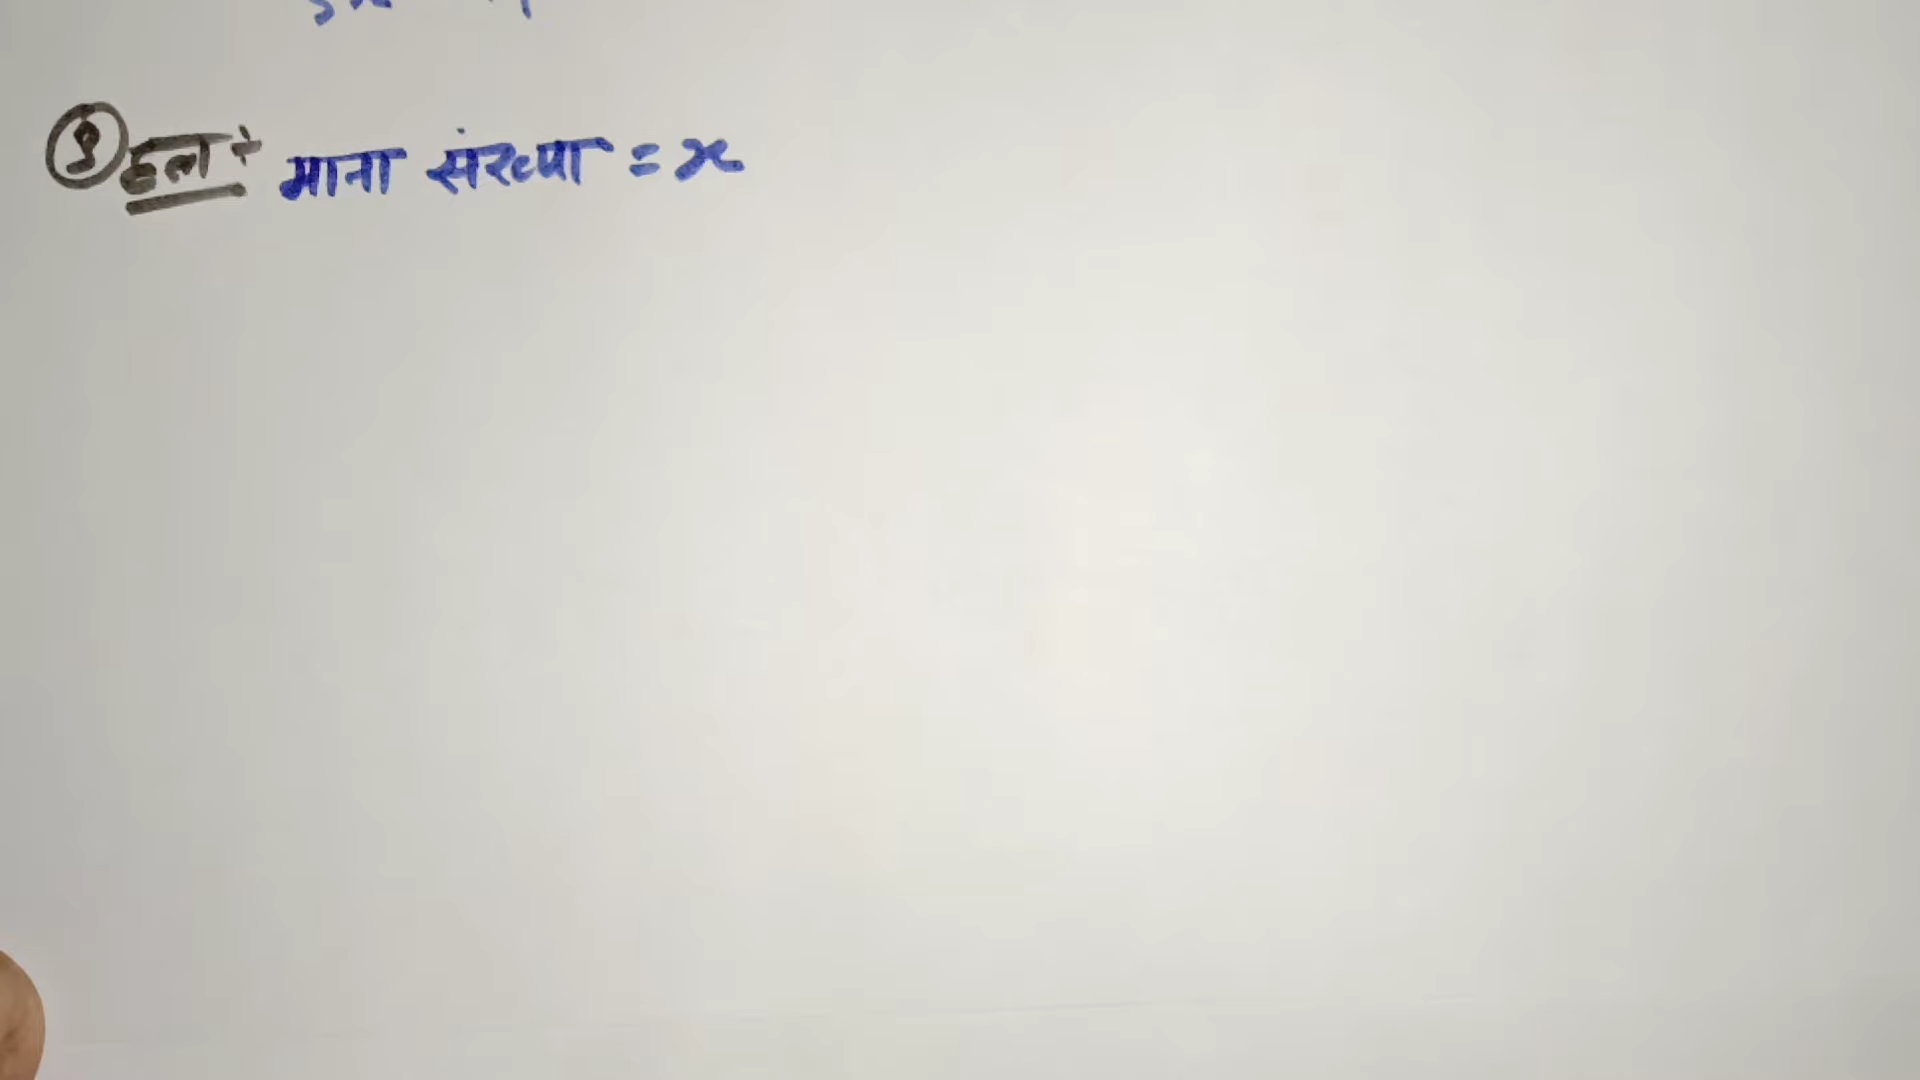 ③ हल ÷ माना संख्या = x